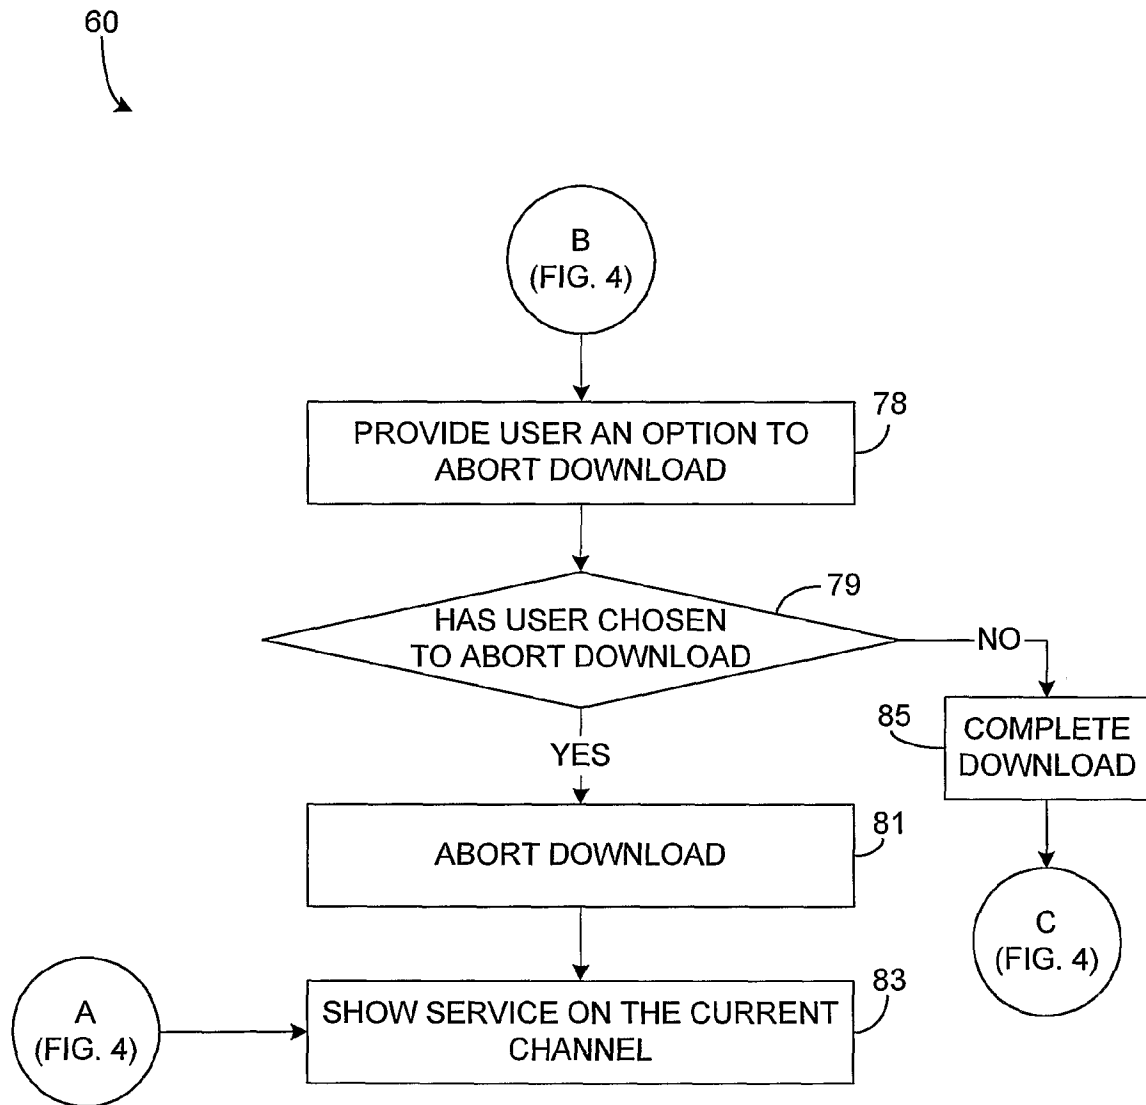 60
B
(FIG. 4)
78
PROVIDE USER AN OPTION TO
ABORT DOWNLOAD
79
HAS USER CHOSEN
TO ABORT DOWNLOAD
NO
85
COMPLETE
DOWNLOAD
YES
81
ABORT DOWNLOAD
C
(FIG. 4)
83
A
(FIG. 4)
SHOW SERVICE ON THE CURRENT
CHANNEL